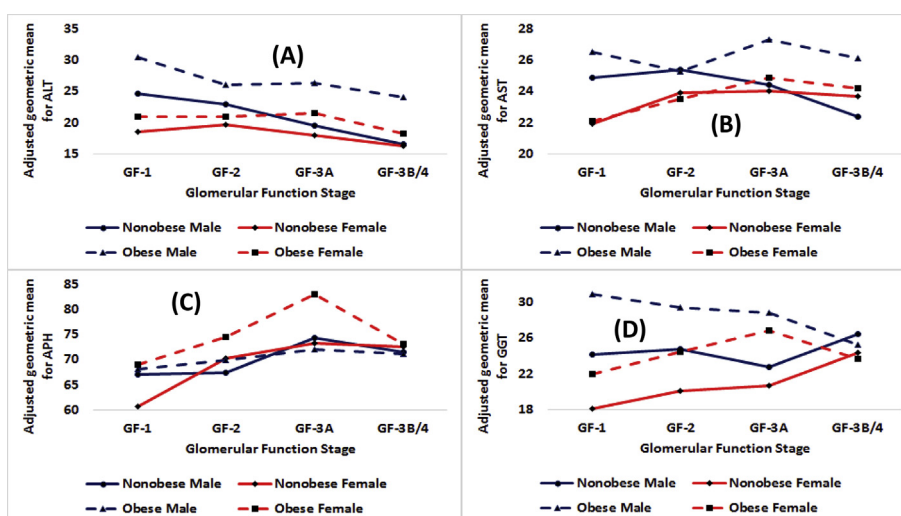 Adjusted geometric mean
for ALT
35
30
25
20
15
(A)
GF-1 GF-2 GF-3A GF-3B/4
Glomerular Function Stage
Nonobese Male Nonobese Female
Obese Male Obese Female
Adjusted geometric mean
for AST
28
26
24
22
20
(B)
GF-1 GF-2 GF-3A GF-3B/4
Glomerular Function Stage
Nonobese Male Nonobese Female
Obese Male Obese Female
Adjusted geometric mean
for APH
85
80
75
70
65
60
(C)
GF-1 GF-2 GF-3A GF-3B/4
Glomerular Function Stage
Nonobese Male Nonobese Female
Obese Male Obese Female
Adjusted geometric mean
for GGT
30
26
22
18
(D)
GF-1 GF-2 GF-3A GF-3B/4
Glomerular Function Stage
Nonobese Male Nonobese Female
Obese Male Obese Female